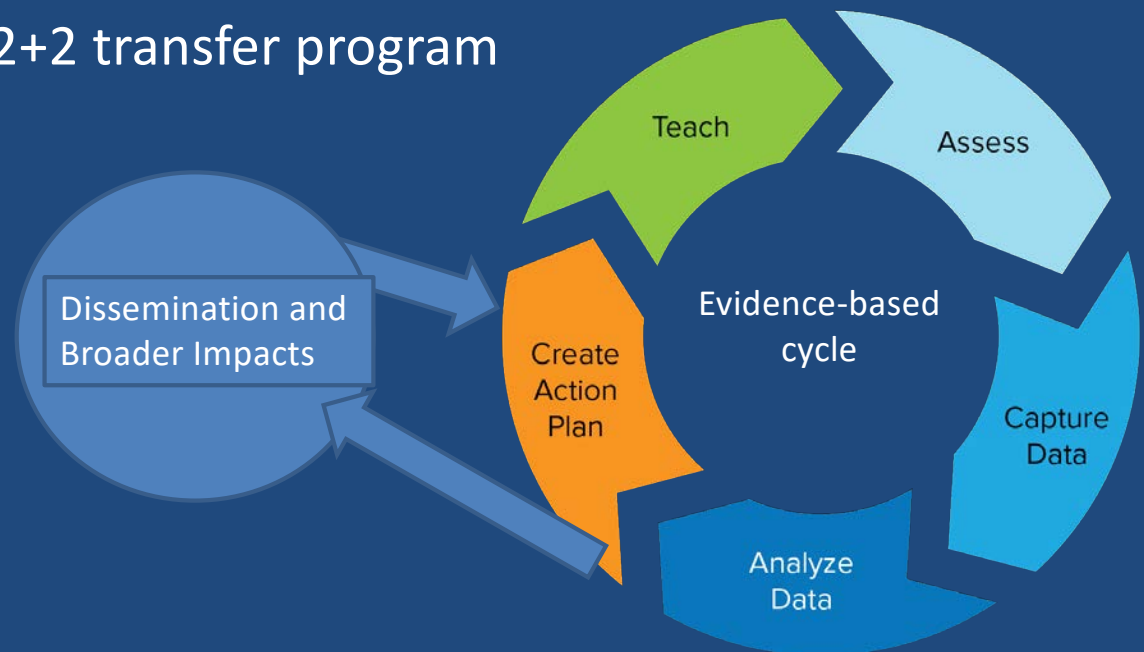 2+2 transfer program
Teach
Assess
Dissemination and
Broader Impacts
Evidence-based
cycle
Create
Action
Plan
Capture
Data
Analyze
Data